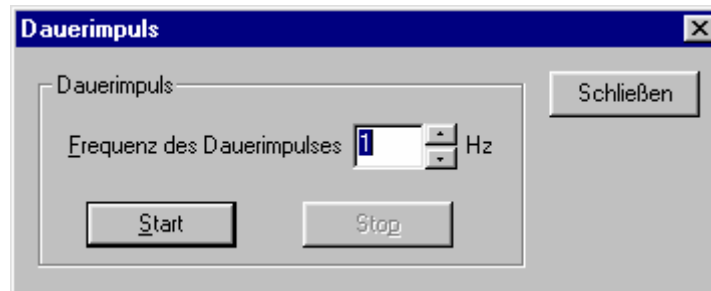 Dauerimpuls
Dauerimpuls
Schließen
Frequenz des Dauerimpulses 1 Hz
Start Stop